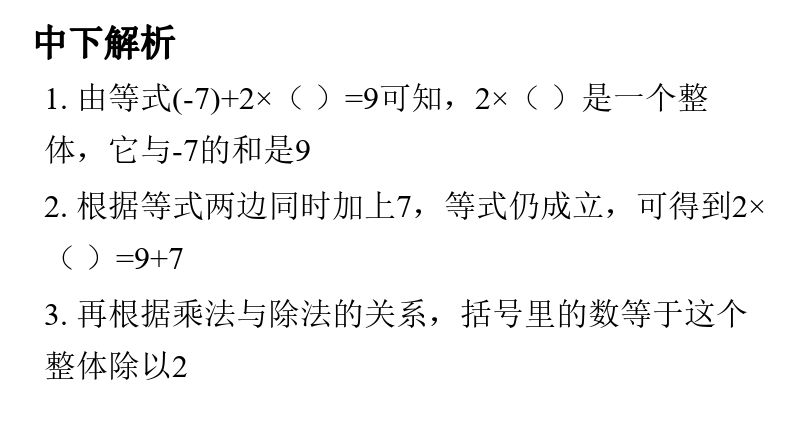 中下解析
1. 由等式(-7)+2×（ ）=9可知，2×（ ）是一个整
体，它与-7的和是9
2. 根据等式两边同时加上7，等式仍成立，可得到2×
（ ）=9+7
3. 再根据乘法与除法的关系，括号里的数等于这个
整体除以2